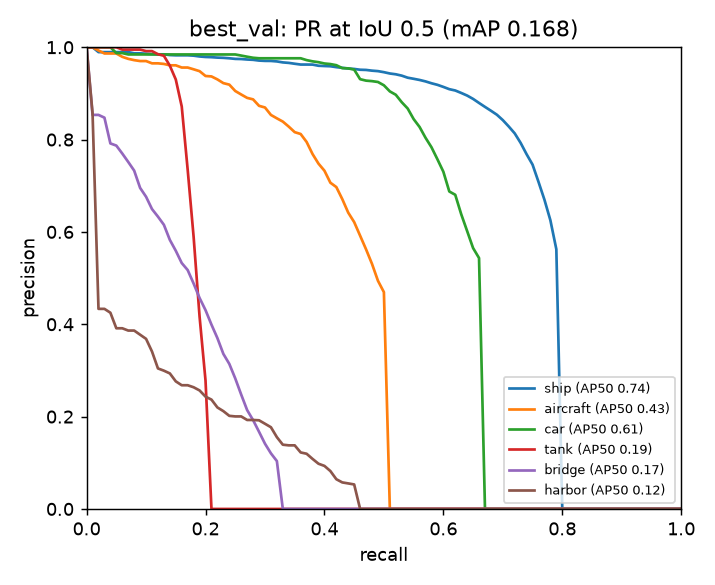 best_val: PR at IoU 0.5 (mAP 0.168)
precision
1.0
0.8
0.6
0.4
0.2
0.0
ship (AP50 0.74)
aircraft (AP50 0.43)
car (AP50 0.61)
tank (AP50 0.19)
bridge (AP50 0.17)
harbor (AP50 0.12)
0.0 0.2 0.4 0.6 0.8 1.0
recall